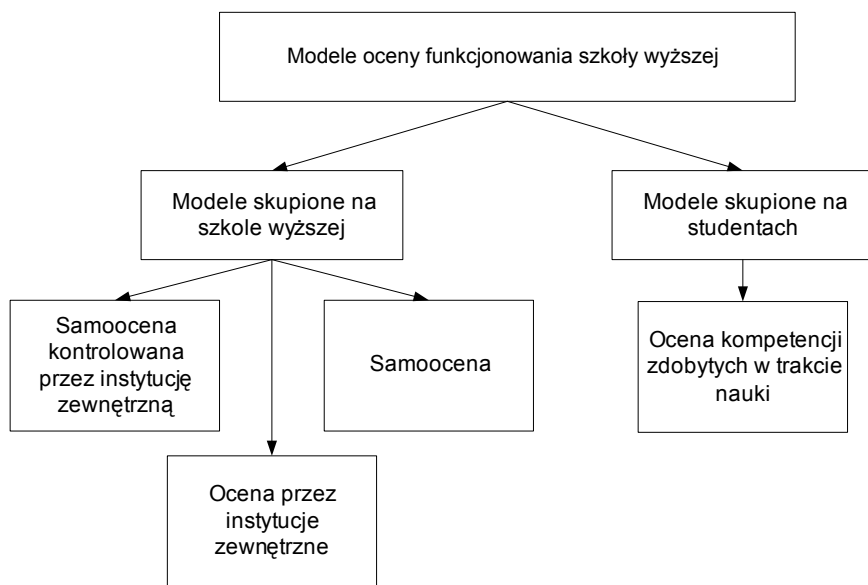 Modele oceny funkcjonowania szkoły wyższej
Modele skupione na
szkole wyższej
Modele skupione na
studentach
Samoocena
kontrolowana
przez instytucję
zewnętrzną
Samoocena
Ocena kompetencji
zdobytych w trakcie
nauki
Ocena przez
instytucje
zewnętrzne